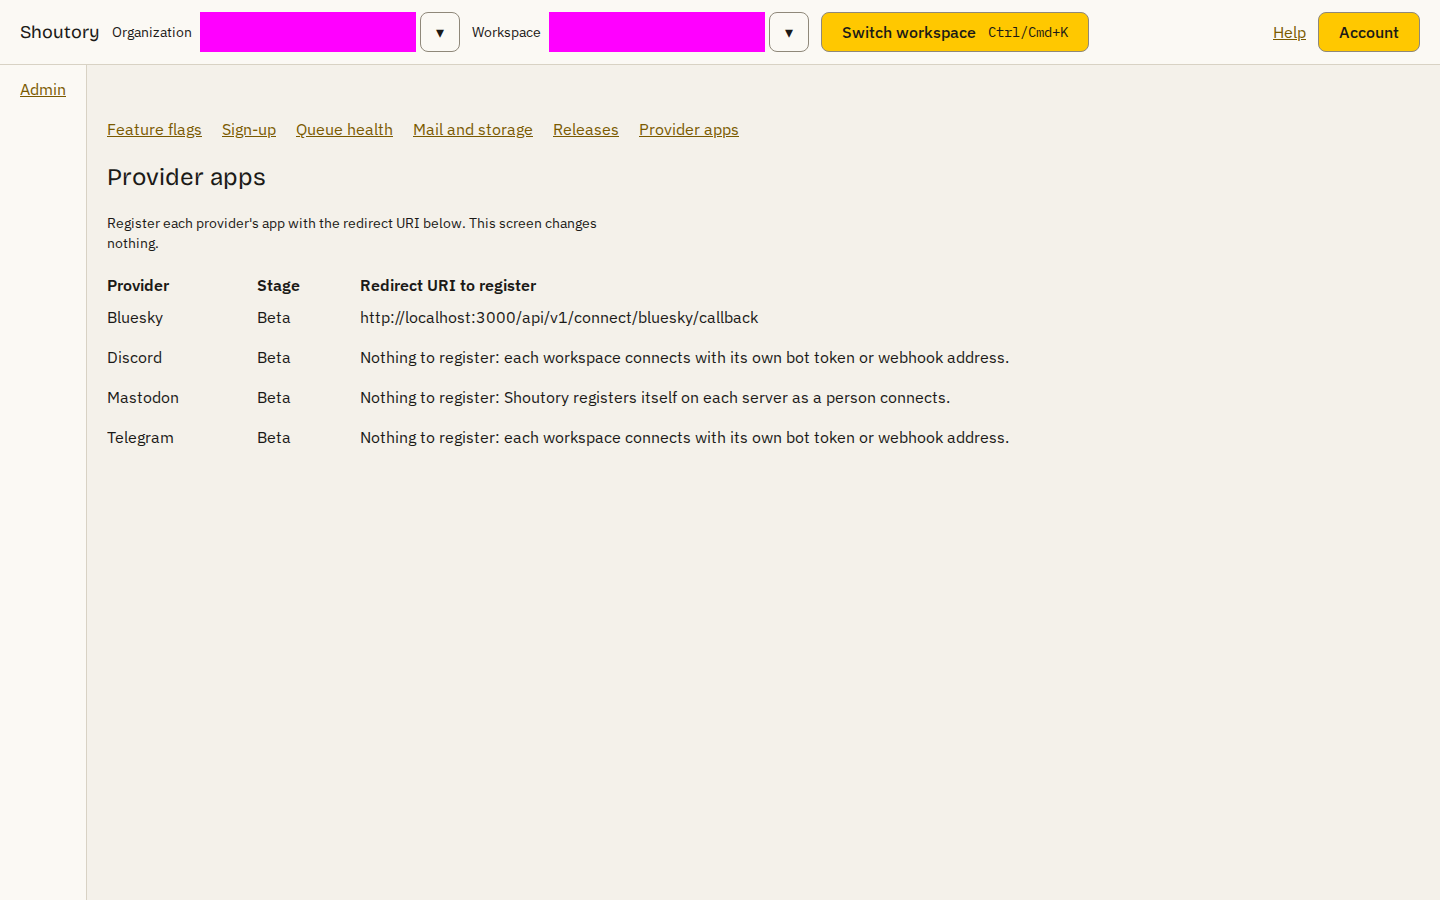 Shoutory Organization ▼ Workspace ▼ Switch workspace Ctrl/Cmd+K Help Account
Admin
Feature flags Sign-up Queue health Mail and storage Releases Provider apps
Provider apps
Register each provider's app with the redirect URI below. This screen changes
nothing.
Provider Stage Redirect URI to register
Bluesky Beta http://localhost:3000/api/v1/connect/bluesky/callback
Discord Beta Nothing to register: each workspace connects with its own bot token or webhook address.
Mastodon Beta Nothing to register: Shoutory registers itself on each server as a person connects.
Telegram Beta Nothing to register: each workspace connects with its own bot token or webhook address.